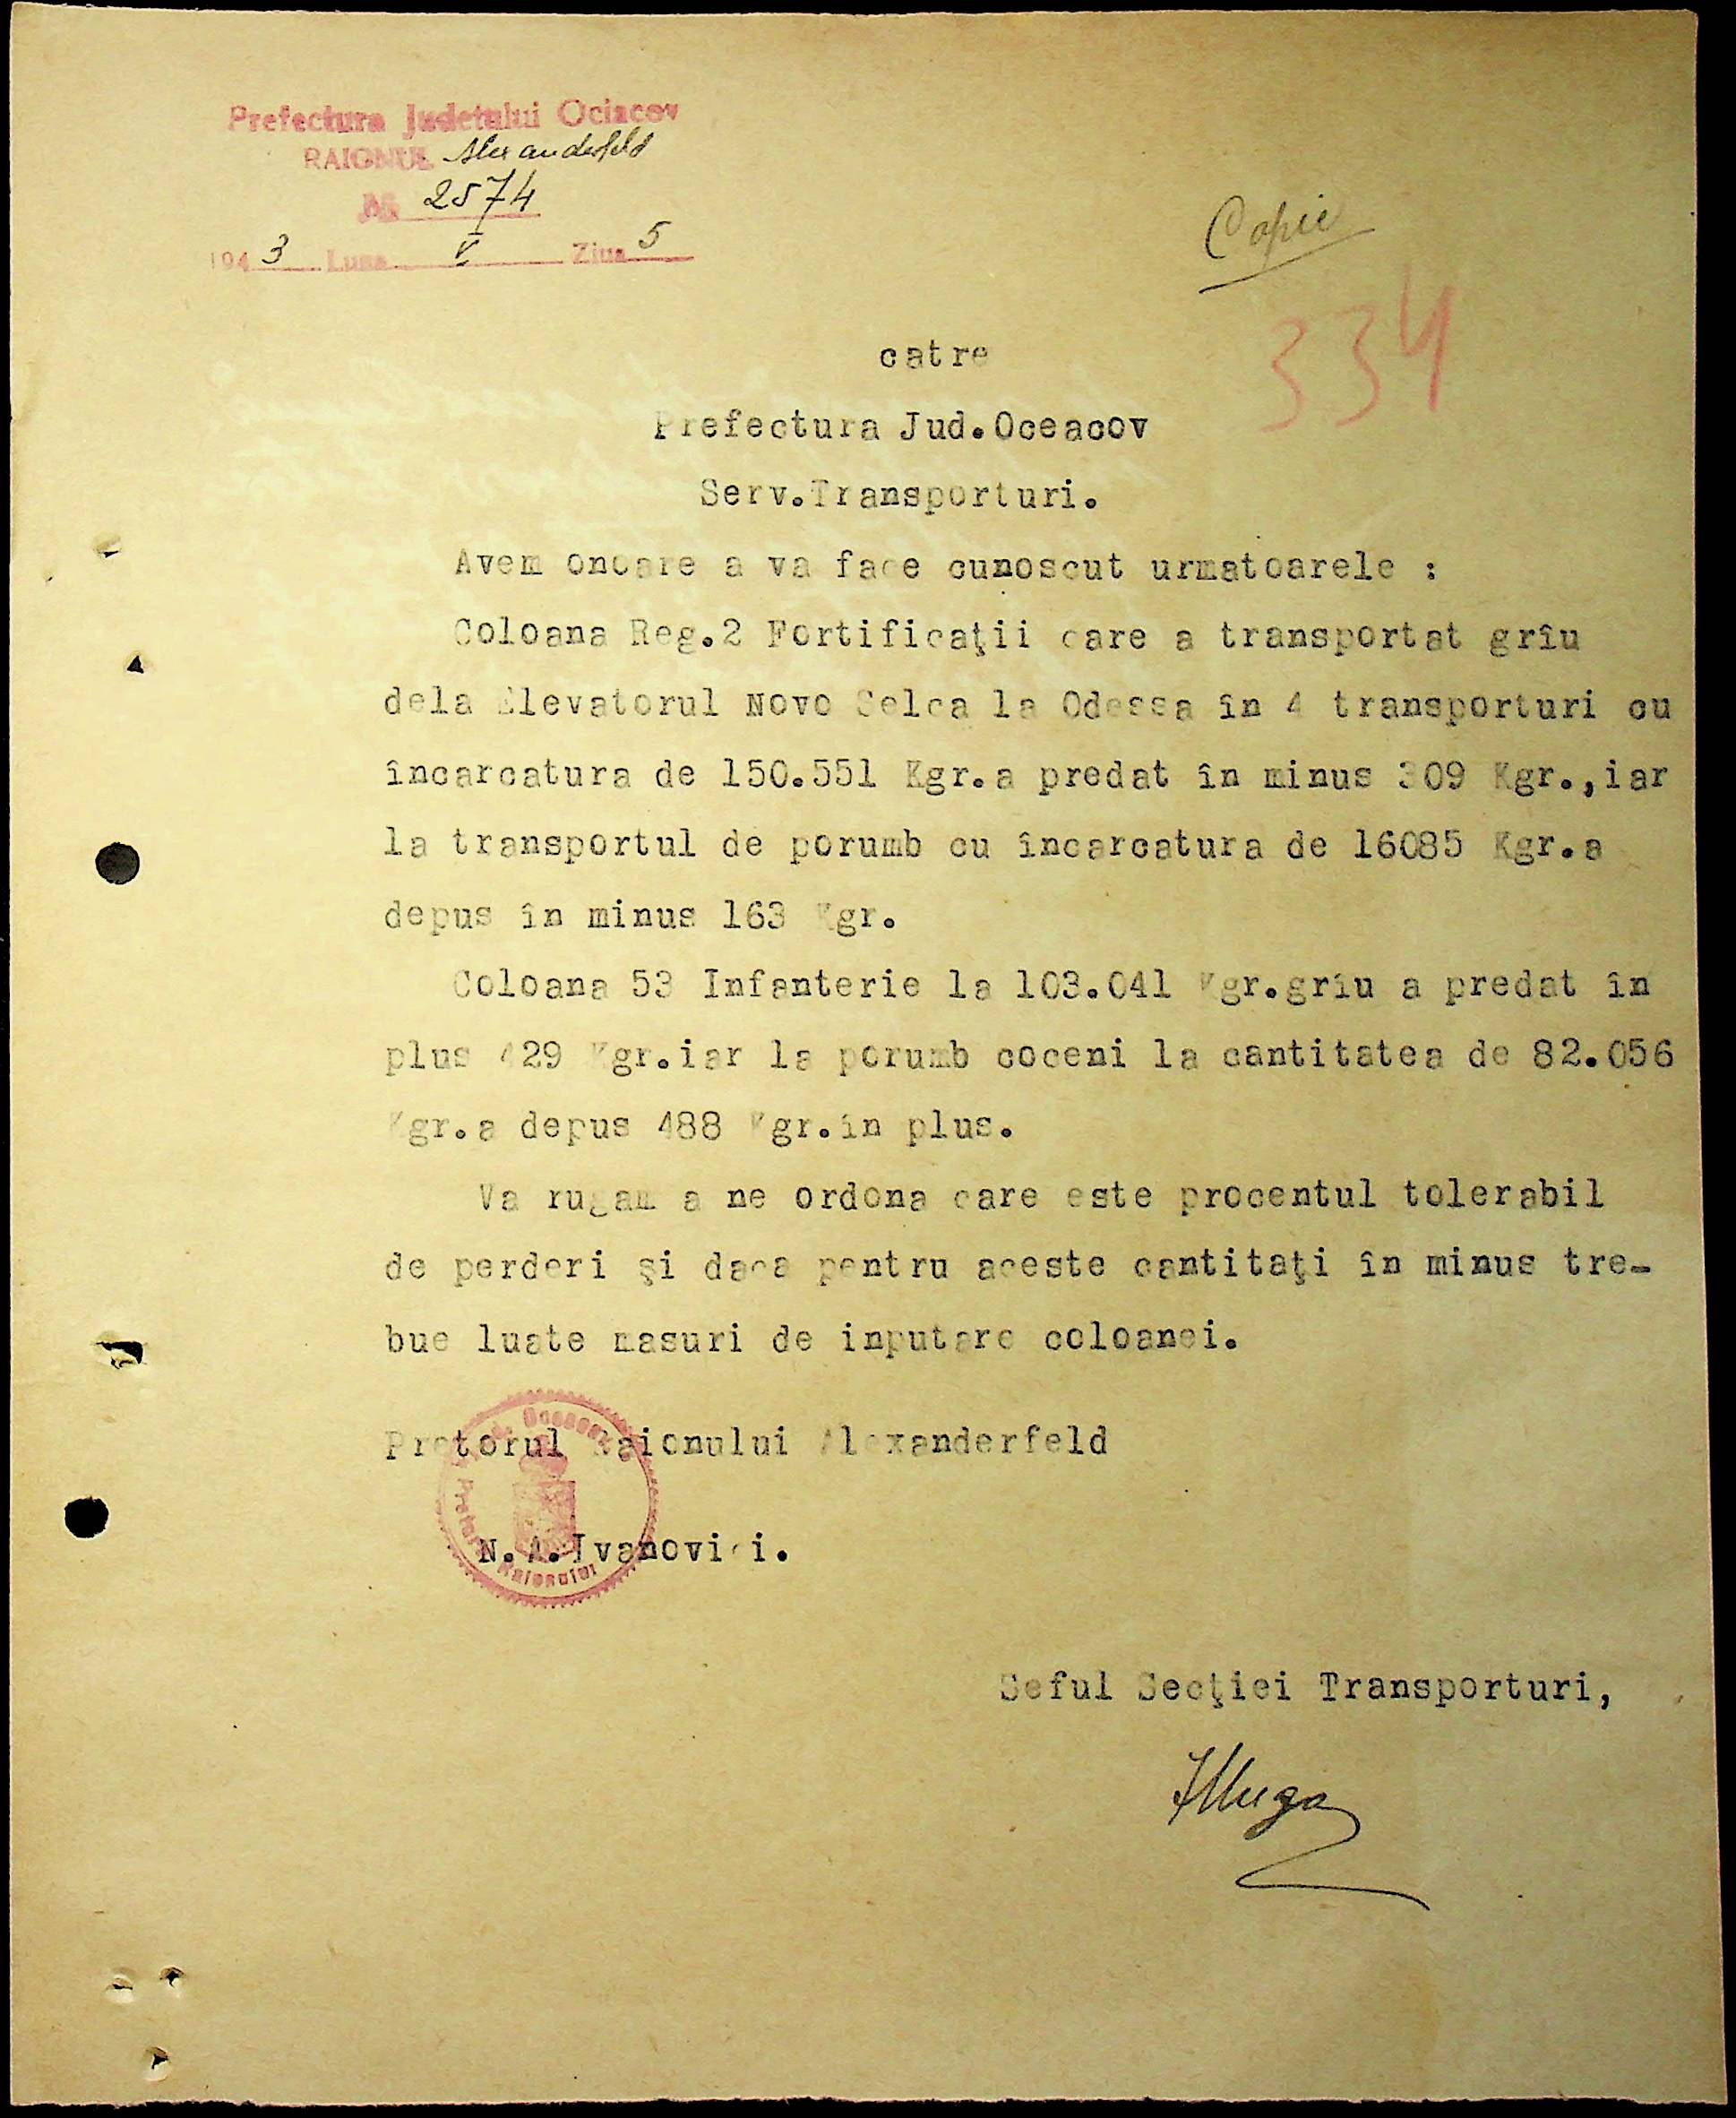 Prefectura Judetului Ociacov
RAIONUL Alexanderfeld
№ 2574
1943 Luna V Ziua 5
Copie
334
catre
Prefectura Jud.Oceacov
Serv.Transporturi.
Avem onoare a va face cunoscut urmatoarele :
Coloana Reg.2 Fortificaţii care a transportat grîu
dela Elevatorul Novo Selca la Odessa în 4 transporturi cu
încarcatura de 150.551 Kgr.a predat în minus 309 Kgr.,iar
la transportul de porumb cu încarcatura de 16085 Kgr.a
depus în minus 163 Kgr.
Coloana 53 Infanterie la 103.041 Kgr.grîu a predat în
plus 429 Kgr.iar la porumb coceni la cantitatea de 82.056
Kgr.a depus 488 Kgr.în plus.
Va rugam a ne ordona care este procentul tolerabil
de perderi şi daca pentru aceste cantitaţi în minus tre-
bue luate masuri de inputare coloanei.
Pretorul Raionului Alexanderfeld
N.A.Ivanovici.
Seful Secţiei Transporturi,